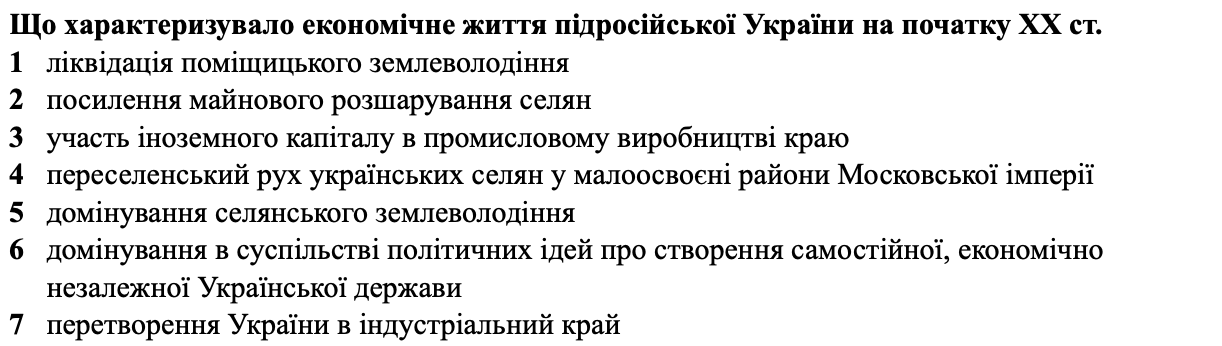 Що характеризувало економічне життя підросійської України на початку XX ст.
1 ліквідація поміщицького землеволодіння
2 посилення майнового розшарування селян
3 участь іноземного капіталу в промисловому виробництві краю
4 переселенський рух українських селян у малоосвоєні райони Московської імперії
5 домінування селянського землеволодіння
6 домінування в суспільстві політичних ідей про створення самостійної, економічно
незалежної Української держави
7 перетворення України в індустріальний край